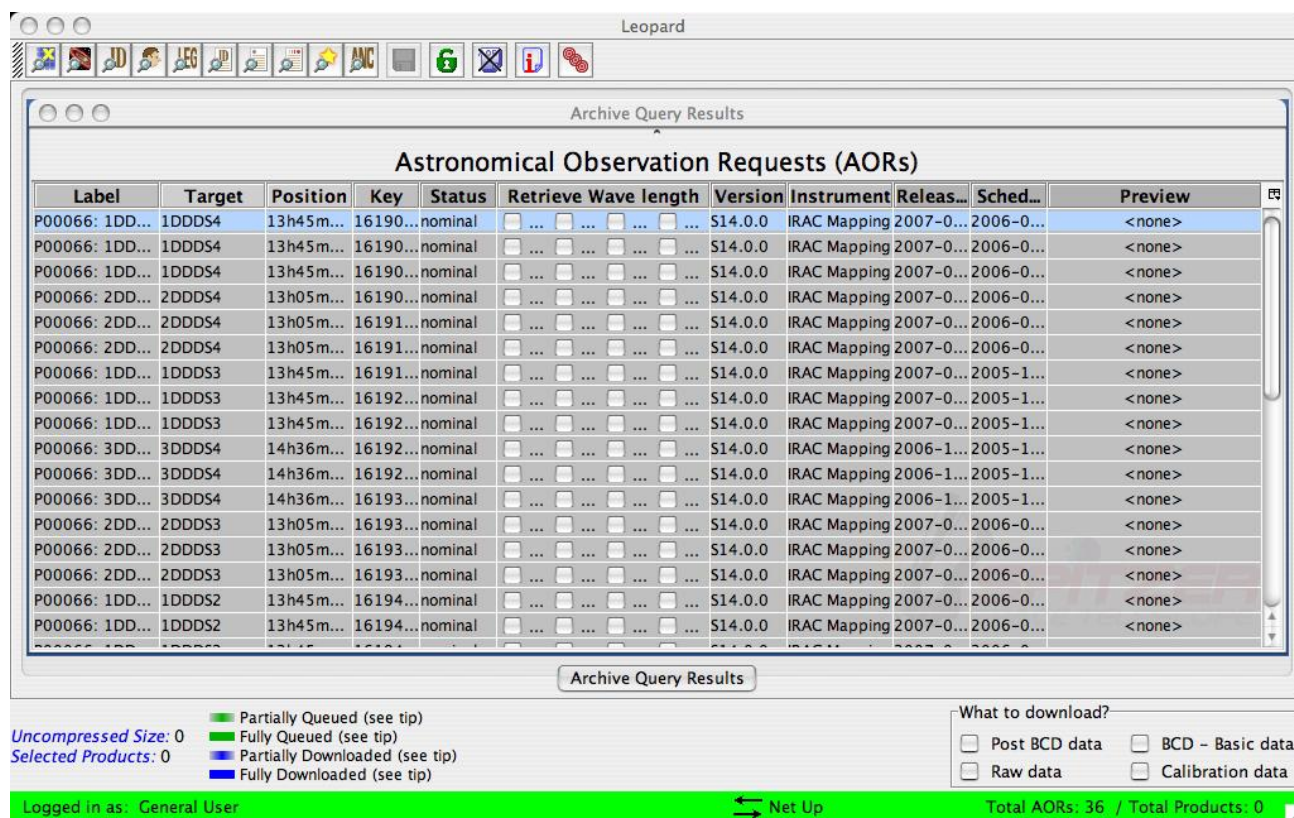 Leopard
JD LEG JD ANC i
Archive Query Results
Astronomical Observation Requests (AORs)
Label Target Position Key Status Retrieve Wave length Version Instrument Releas... Sched... Preview
P00066: 1DD... 1DDDS4 13h45m... 16190... nominal ... ... ... ... S14.0.0 IRAC Mapping 2007-0... 2006-0... <none>
P00066: 1DD... 1DDDS4 13h45m... 16190... nominal ... ... ... ... S14.0.0 IRAC Mapping 2007-0... 2006-0... <none>
P00066: 1DD... 1DDDS4 13h45m... 16190... nominal ... ... ... ... S14.0.0 IRAC Mapping 2007-0... 2006-0... <none>
P00066: 2DD... 2DDDS4 13h05m... 16190... nominal ... ... ... ... S14.0.0 IRAC Mapping 2007-0... 2006-0... <none>
P00066: 2DD... 2DDDS4 13h05m... 16191... nominal ... ... ... ... S14.0.0 IRAC Mapping 2007-0... 2006-0... <none>
P00066: 2DD... 2DDDS4 13h05m... 16191... nominal ... ... ... ... S14.0.0 IRAC Mapping 2007-0... 2006-0... <none>
P00066: 1DD... 1DDDS3 13h45m... 16191... nominal ... ... ... ... S14.0.0 IRAC Mapping 2007-0... 2005-1... <none>
P00066: 1DD... 1DDDS3 13h45m... 16192... nominal ... ... ... ... S14.0.0 IRAC Mapping 2007-0... 2005-1... <none>
P00066: 1DD... 1DDDS3 13h45m... 16192... nominal ... ... ... ... S14.0.0 IRAC Mapping 2007-0... 2005-1... <none>
P00066: 3DD... 3DDDS4 14h36m... 16192... nominal ... ... ... ... S14.0.0 IRAC Mapping 2006-1... 2005-1... <none>
P00066: 3DD... 3DDDS4 14h36m... 16192... nominal ... ... ... ... S14.0.0 IRAC Mapping 2006-1... 2005-1... <none>
P00066: 3DD... 3DDDS4 14h36m... 16193... nominal ... ... ... ... S14.0.0 IRAC Mapping 2006-1... 2005-1... <none>
P00066: 2DD... 2DDDS3 13h05m... 16193... nominal ... ... ... ... S14.0.0 IRAC Mapping 2007-0... 2006-0... <none>
P00066: 2DD... 2DDDS3 13h05m... 16193... nominal ... ... ... ... S14.0.0 IRAC Mapping 2007-0... 2006-0... <none>
P00066: 2DD... 2DDDS3 13h05m... 16193... nominal ... ... ... ... S14.0.0 IRAC Mapping 2007-0... 2006-0... <none>
P00066: 1DD... 1DDDS2 13h45m... 16194... nominal ... ... ... ... S14.0.0 IRAC Mapping 2007-0... 2006-0... <none>
P00066: 1DD... 1DDDS2 13h45m... 16194... nominal ... ... ... ... S14.0.0 IRAC Mapping 2007-0... 2006-0... <none>
Archive Query Results
Uncompressed Size: 0
Selected Products: 0
Partially Queued (see tip)
Fully Queued (see tip)
Partially Downloaded (see tip)
Fully Downloaded (see tip)
What to download?
Post BCD data BCD - Basic data
Raw data Calibration data
Logged in as: General User Net Up Total AORs: 36 / Total Products: 0